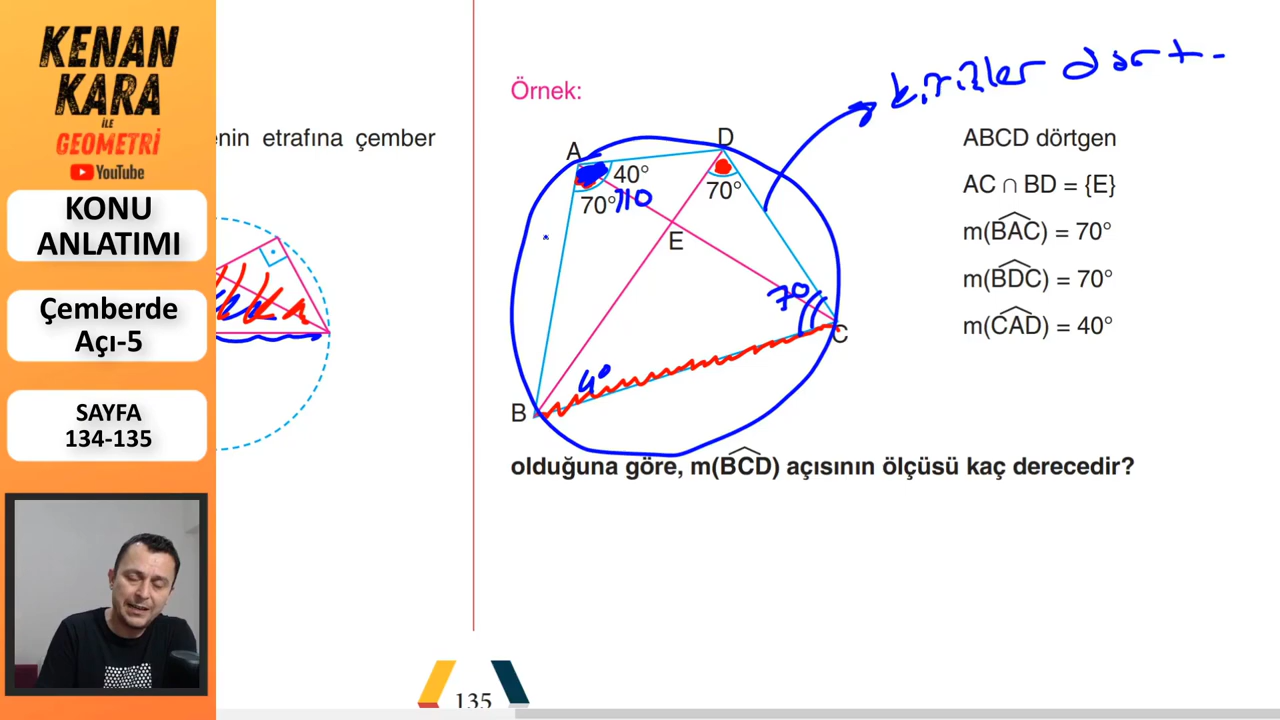 KENAN
KARA
İLE
GEOMETRİ
YouTube
KONU
ANLATIMI
Çemberde
Açı-5
SAYFA
134-135
enin etrafına çember
Örnek:
kirişler dört.
A
D
40°
70°
110
70°
E
70
C
40
B
ABCD dörtgen
AC ∩ BD = {E}
m(BAC) = 70°
m(BDC) = 70°
m(CAD) = 40°
olduğuna göre, m(BCD) açısının ölçüsü kaç derecedir?
135